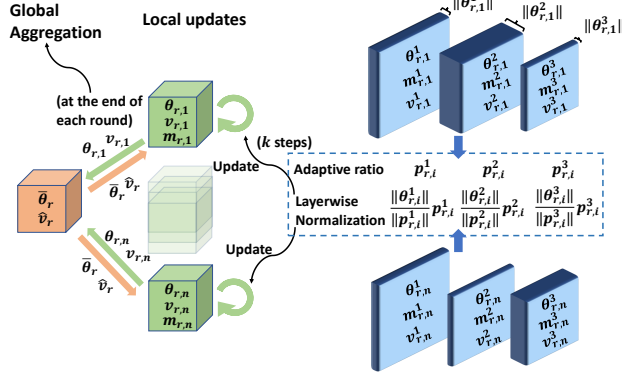 Global
Aggregation
Local updates
(at the end of
each round)
θ_{r,1}
v_{r,1}
m_{r,1}
θ_{r,1} v_{r,1}
θ̅_r v̂_r
(k steps)
Update
θ̅_r
v̂_r
θ_{r,n}
v_{r,n}
θ̅_r
v̂_r
Update
θ_{r,n}
v_{r,n}
m_{r,n}
||θ^1_{r,1}||
||θ^2_{r,1}||
||θ^3_{r,1}||
θ^1_{r,1}
m^1_{r,1}
v^1_{r,1}
θ^2_{r,1}
m^2_{r,1}
v^2_{r,1}
θ^3_{r,1}
m^3_{r,1}
v^3_{r,1}
Adaptive ratio p^1_{r,i} p^2_{r,i} p^3_{r,i}
Layerwise
Normalization
||θ^1_{r,i}||/||p^1_{r,i}|| p^1_{r,i} ||θ^2_{r,i}||/||p^2_{r,i}|| p^2_{r,i} ||θ^3_{r,i}||/||p^3_{r,i}|| p^3_{r,i}
θ^1_{r,n}
m^1_{r,n}
v^1_{r,n}
θ^2_{r,n}
m^2_{r,n}
v^2_{r,n}
θ^3_{r,n}
m^3_{r,n}
v^3_{r,n}